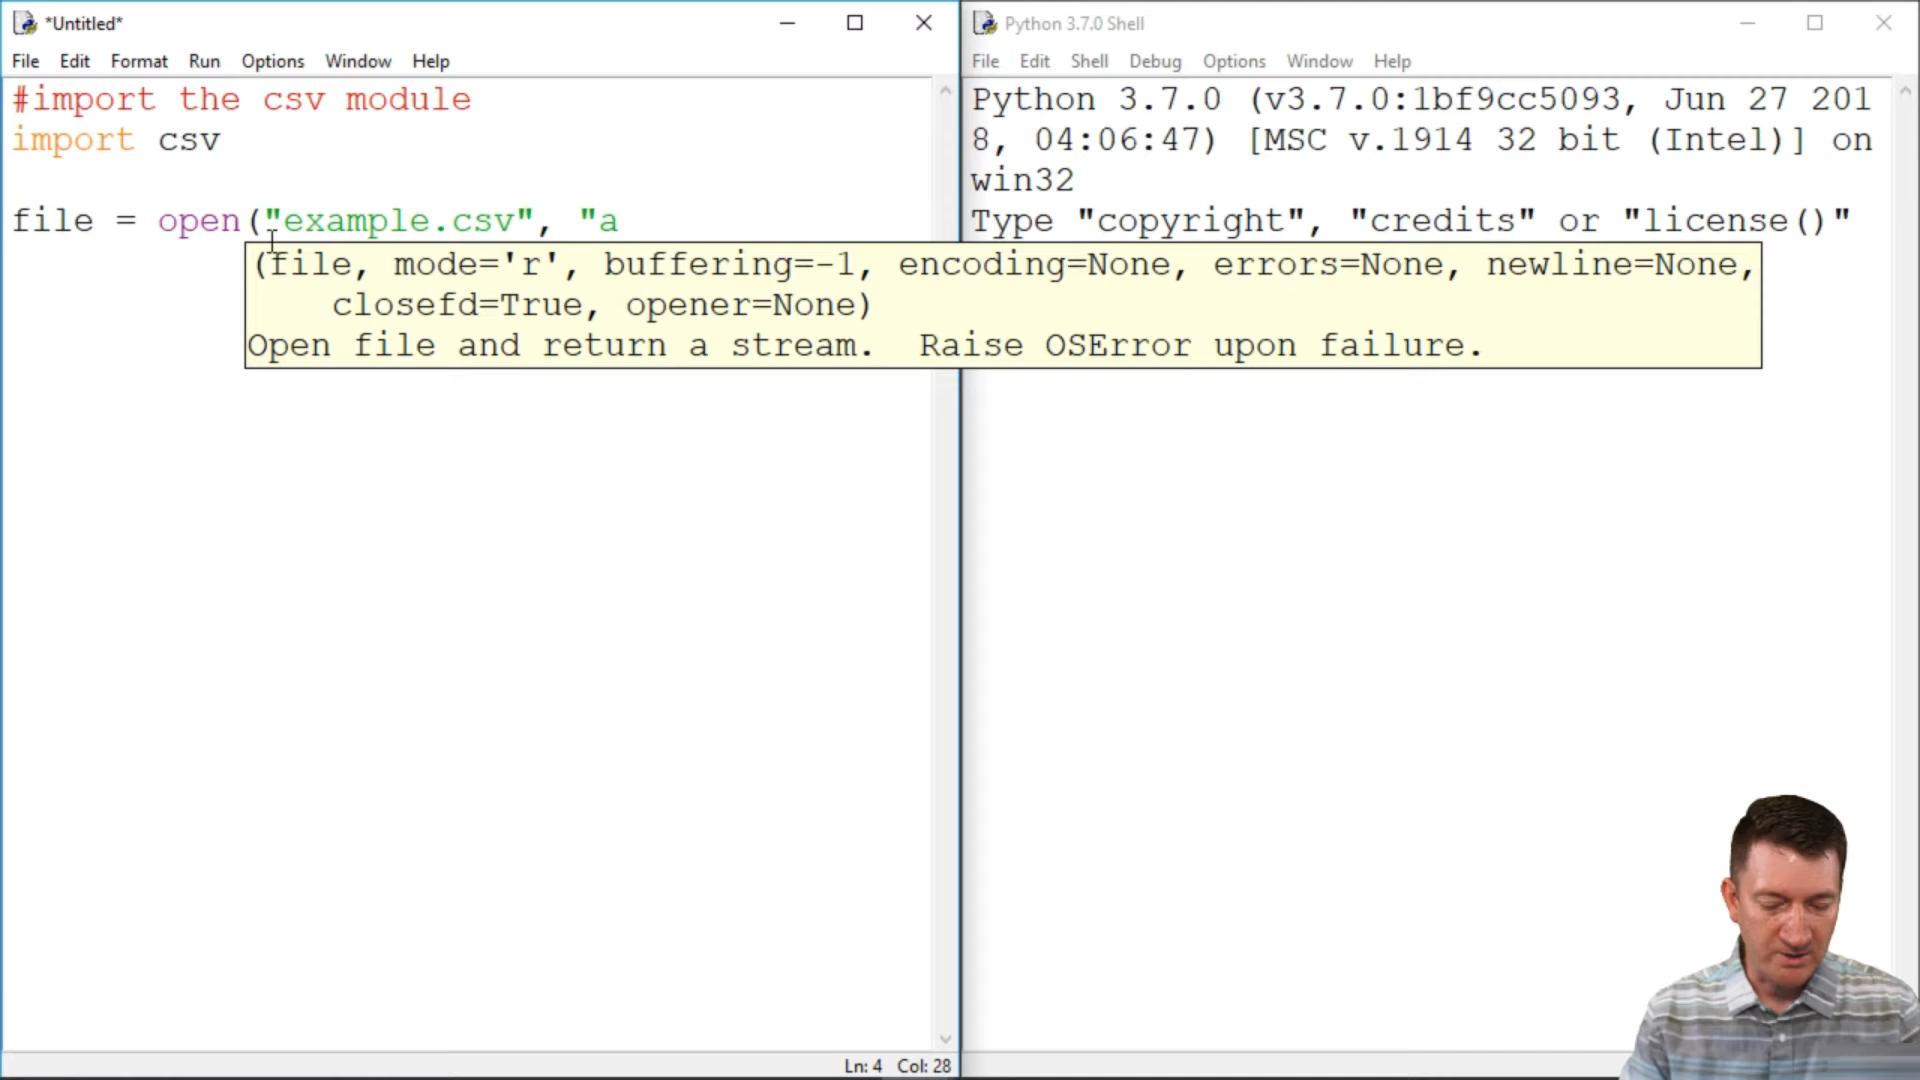 *Untitled*
File Edit Format Run Options Window Help
#import the csv module
import csv
file = open("example.csv", "a
(file, mode='r', buffering=-1, encoding=None, errors=None, newline=None,
closefd=True, opener=None)
Open file and return a stream.  Raise OSError upon failure.
Ln: 4 Col: 28
Python 3.7.0 Shell
File Edit Shell Debug Options Window Help
Python 3.7.0 (v3.7.0:1bf9cc5093, Jun 27 201
8, 04:06:47) [MSC v.1914 32 bit (Intel)] on
win32
Type "copyright", "credits" or "license()"